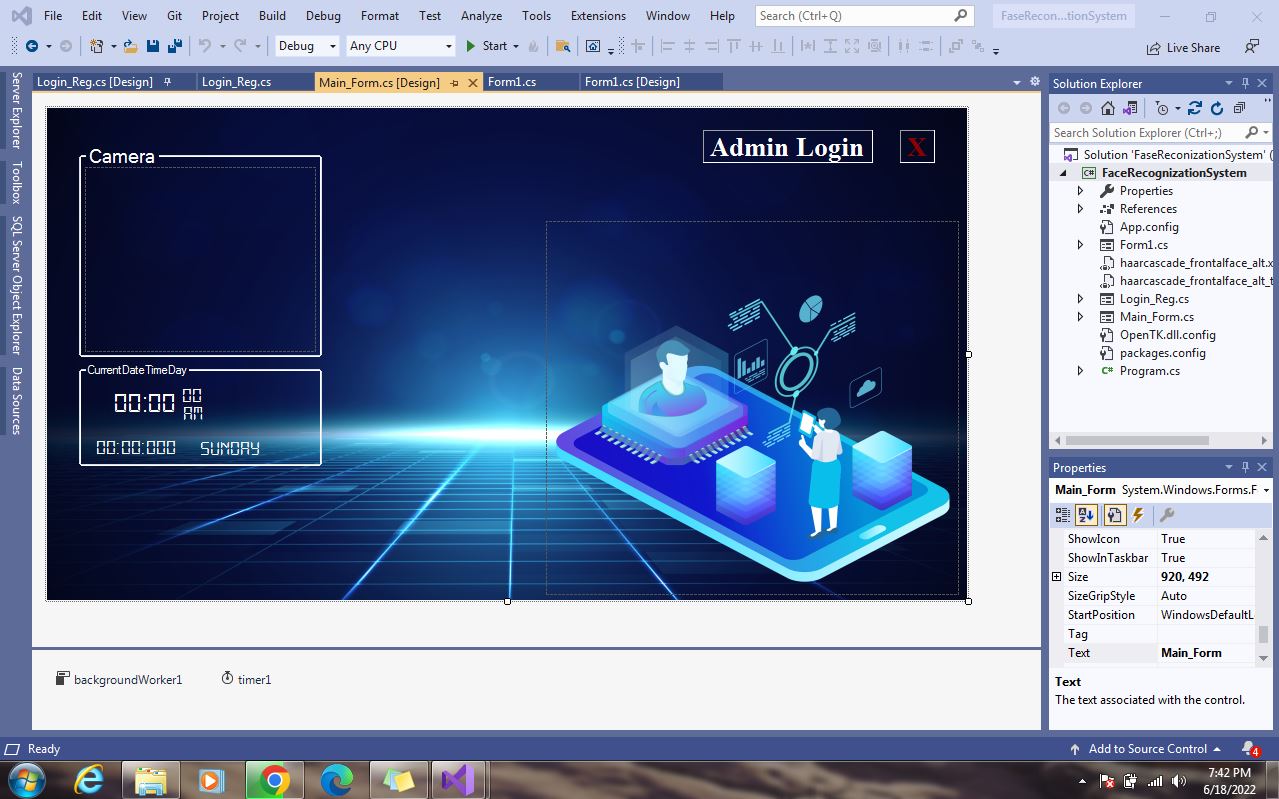 File Edit View Git Project Build Debug Format Test Analyze Tools Extensions Window Help Search (Ctrl+Q) FaseRecon...tionSystem
Debug Any CPU Start Live Share
Server Explorer
Toolbox
SQL Server Object Explorer
Data Sources
Login_Reg.cs [Design] Login_Reg.cs Main_Form.cs [Design] Form1.cs Form1.cs [Design]
Camera
Admin Login X
CurrentDateTimeDay
00:00 00
AM
00:00:000 SUNDAY
backgroundWorker1 timer1
Solution Explorer
Search Solution Explorer (Ctrl+;)
Solution 'FaseReconizationSystem' (
C# FaceRecognizationSystem
Properties
References
App.config
Form1.cs
haarcascade_frontalface_alt.x
haarcascade_frontalface_alt_t
Login_Reg.cs
Main_Form.cs
OpenTK.dll.config
packages.config
C# Program.cs
Properties
Main_Form System.Windows.Forms.F
ShowIcon True
ShowInTaskbar True
Size 920, 492
SizeGripStyle Auto
StartPosition WindowsDefaultL
Tag
Text Main_Form
Text
The text associated with the control.
Ready Add to Source Control 4
7:42 PM
6/18/2022